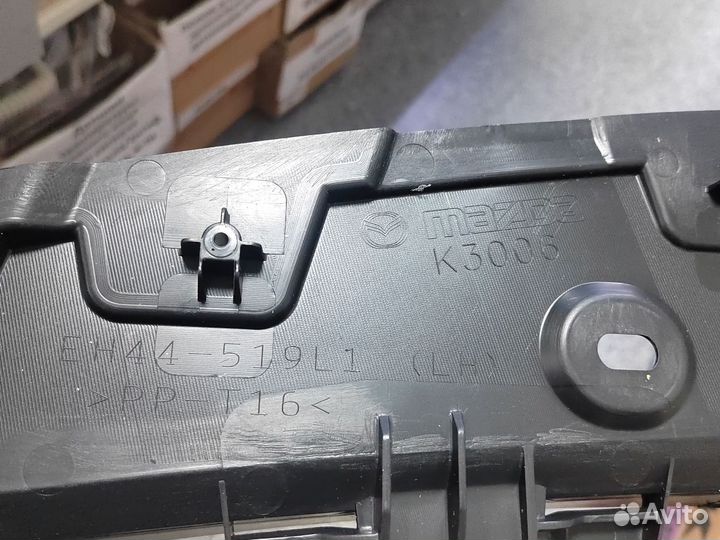 mazda
K3006
EH44-519L1 (LH)
>PP-T16<
Avito